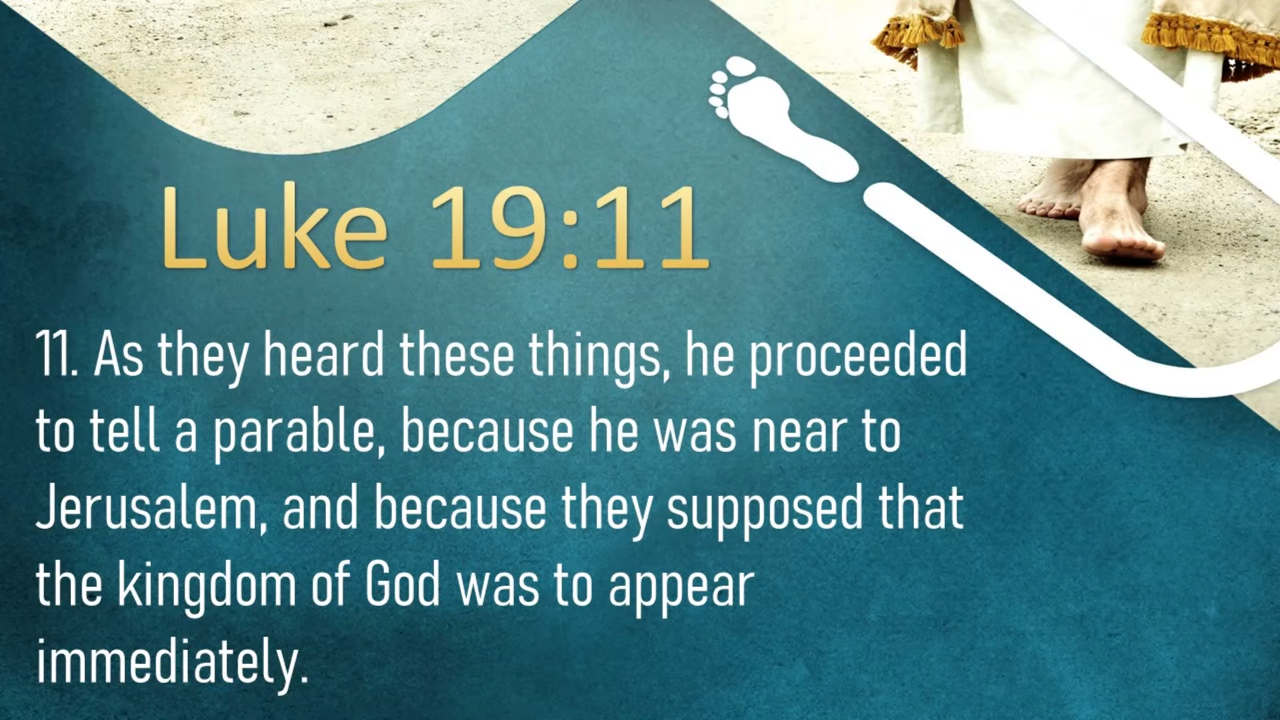 Luke 19:11
11. As they heard these things, he proceeded
to tell a parable, because he was near to
Jerusalem, and because they supposed that
the kingdom of God was to appear
immediately.